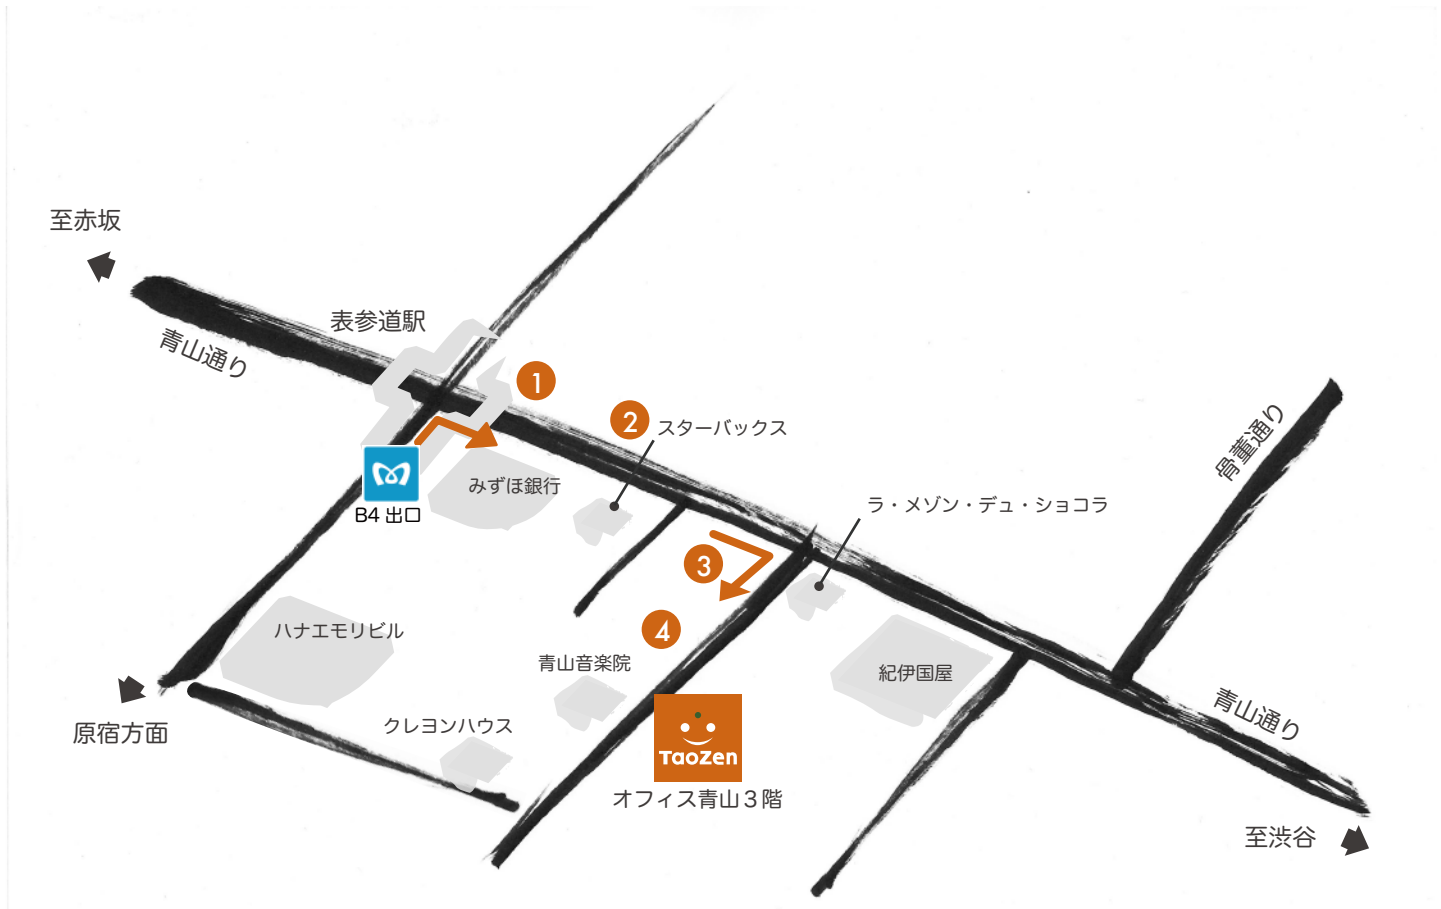 至赤坂
青山通り
表参道駅
1
2
スターバックス
みずほ銀行
B4 出口
ラ・メゾン・デュ・ショコラ
骨董通り
3
4
ハナエモリビル
青山音楽院
紀伊国屋
原宿方面
クレヨンハウス
TaoZen
オフィス青山３階
青山通り
至渋谷